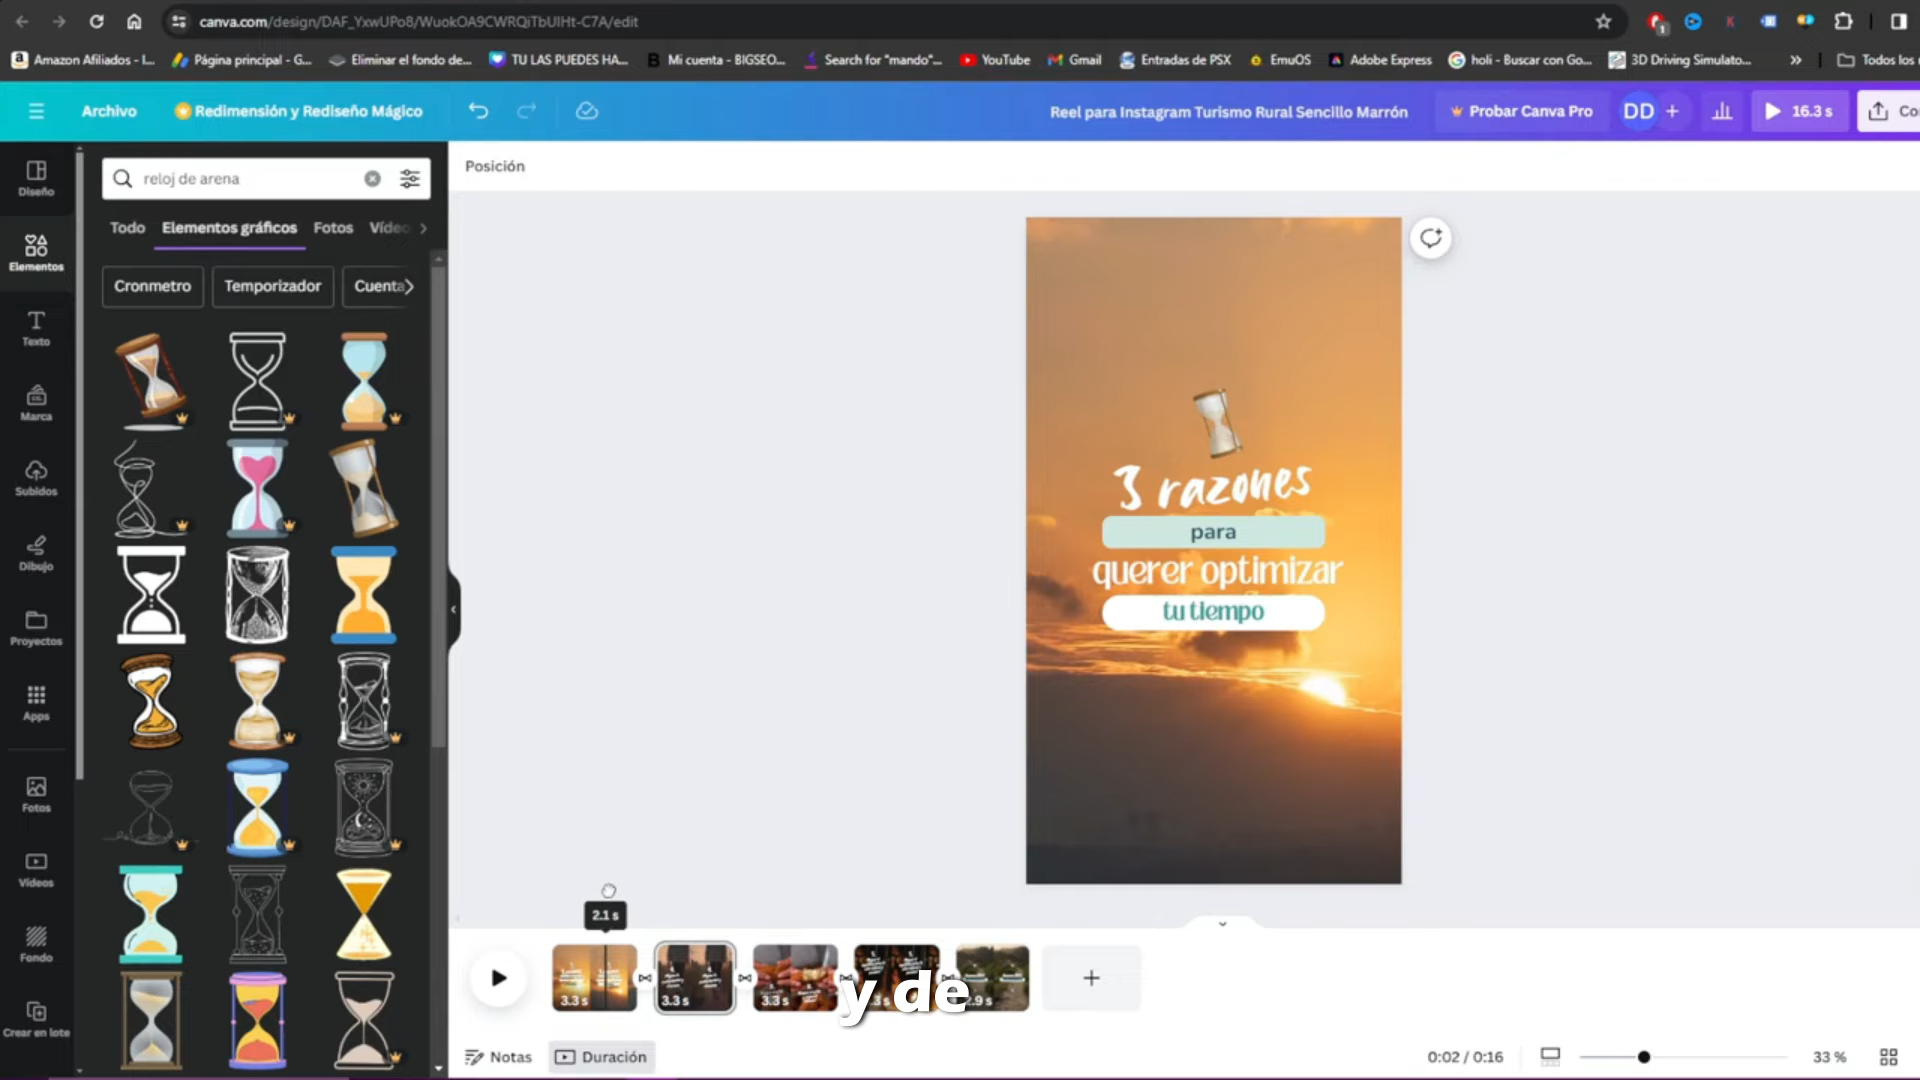 canva.com/design/DAF_YxwUPo8/WuokOA9CWRQiTbUIHt-C7A/edit
Amazon Afiliados - I...
Página principal - G...
Eliminar el fondo de...
TU LAS PUEDES HA...
Mi cuenta - BIGSEO...
Search for "mando"...
YouTube
Gmail
Entradas de PSX
EmuOS
Adobe Express
holi - Buscar con Go...
3D Driving Simulato...
»
Todos los
Archivo
Redimensión y Rediseño Mágico
Reel para Instagram Turismo Rural Sencillo Marrón
Probar Canva Pro
DD
+
16.3 s
Co
Diseño
Elementos
Texto
Marca
Subidos
Dibujo
Proyectos
Apps
Fotos
Vídeos
Fondo
Crear en lote
reloj de arena
Todo
Elementos gráficos
Fotos
Vídeo
Cronmetro
Temporizador
Cuenta
Posición
3 razones
para
querer optimizar
tu tiempo
2.1 s
3.3 s
3.3 s
3.3 s
.3 s
2.9 s
y de
Notas
Duración
0:02 / 0:16
33 %